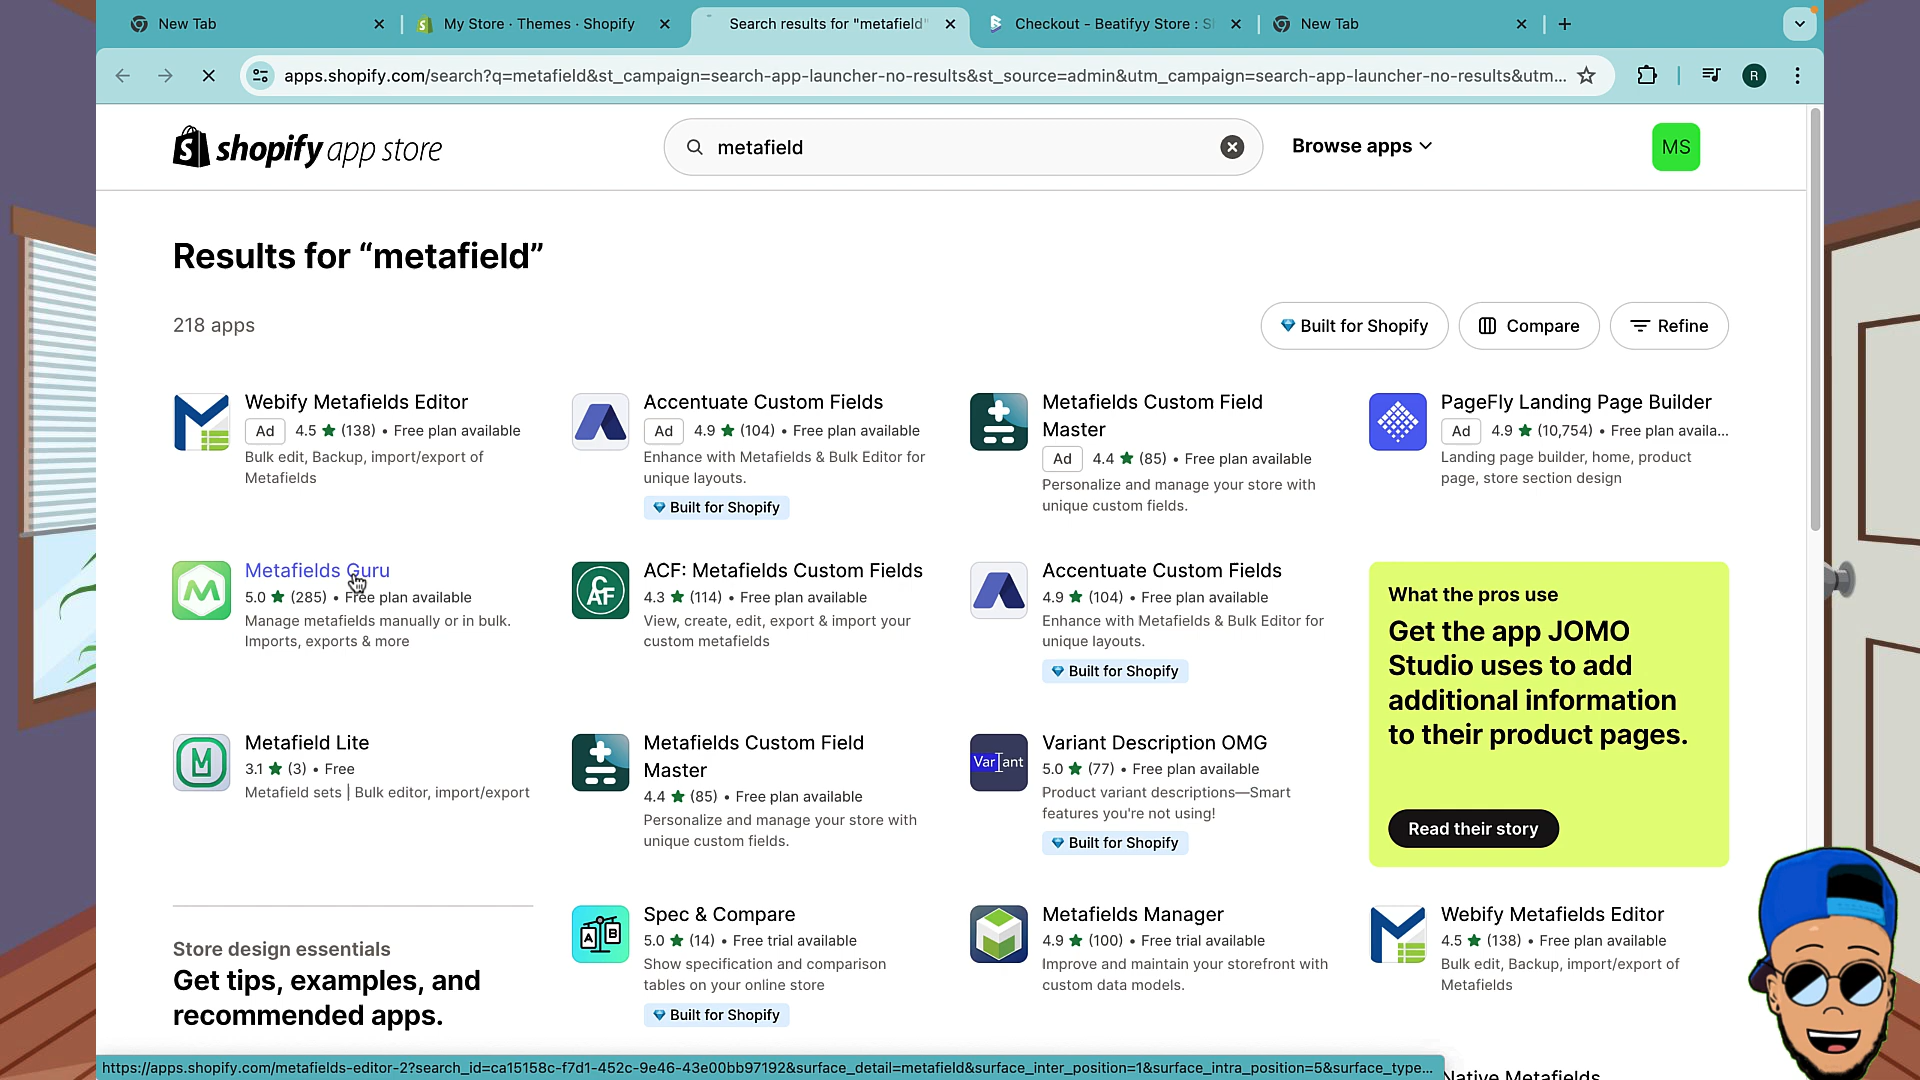 New Tab
My Store · Themes · Shopify
Search results for "metafield"
Checkout - Beatifyy Store : S
New Tab
apps.shopify.com/search?q=metafield&st_campaign=search-app-launcher-no-results&st_source=admin&utm_campaign=search-app-launcher-no-results&utm...
R
shopify app store
metafield
Browse apps
MS
Results for “metafield”
218 apps
Built for Shopify
Compare
Refine
Webify Metafields Editor
Ad 4.5 ★ (138) • Free plan available
Bulk edit, Backup, import/export of
Metafields
Accentuate Custom Fields
Ad 4.9 ★ (104) • Free plan available
Enhance with Metafields & Bulk Editor for
unique layouts.
Built for Shopify
Metafields Custom Field
Master
Ad 4.4 ★ (85) • Free plan available
Personalize and manage your store with
unique custom fields.
PageFly Landing Page Builder
Ad 4.9 ★ (10,754) • Free plan availa...
Landing page builder, home, product
page, store section design
Metafields Guru
5.0 ★ (285) • Free plan available
Manage metafields manually or in bulk.
Imports, exports & more
ACF
ACF: Metafields Custom Fields
4.3 ★ (114) • Free plan available
View, create, edit, export & import your
custom metafields
Accentuate Custom Fields
4.9 ★ (104) • Free plan available
Enhance with Metafields & Bulk Editor for
unique layouts.
Built for Shopify
What the pros use
Get the app JOMO
Studio uses to add
additional information
to their product pages.
Read their story
M
Metafield Lite
3.1 ★ (3) • Free
Metafield sets | Bulk editor, import/export
Metafields Custom Field
Master
4.4 ★ (85) • Free plan available
Personalize and manage your store with
unique custom fields.
Variant
Variant Description OMG
5.0 ★ (77) • Free plan available
Product variant descriptions—Smart
features you're not using!
Built for Shopify
Store design essentials
Get tips, examples, and
recommended apps.
A B
Spec & Compare
5.0 ★ (14) • Free trial available
Show specification and comparison
tables on your online store
Built for Shopify
Metafields Manager
4.9 ★ (100) • Free trial available
Improve and maintain your storefront with
custom data models.
Webify Metafields Editor
4.5 ★ (138) • Free plan available
Bulk edit, Backup, import/export of
Metafields
https://apps.shopify.com/metafields-editor-2?search_id=ca15158c-f7d1-452c-9e46-43e00bb97192&surface_detail=metafield&surface_inter_position=1&surface_intra_position=5&surface_type...
Native Metafields